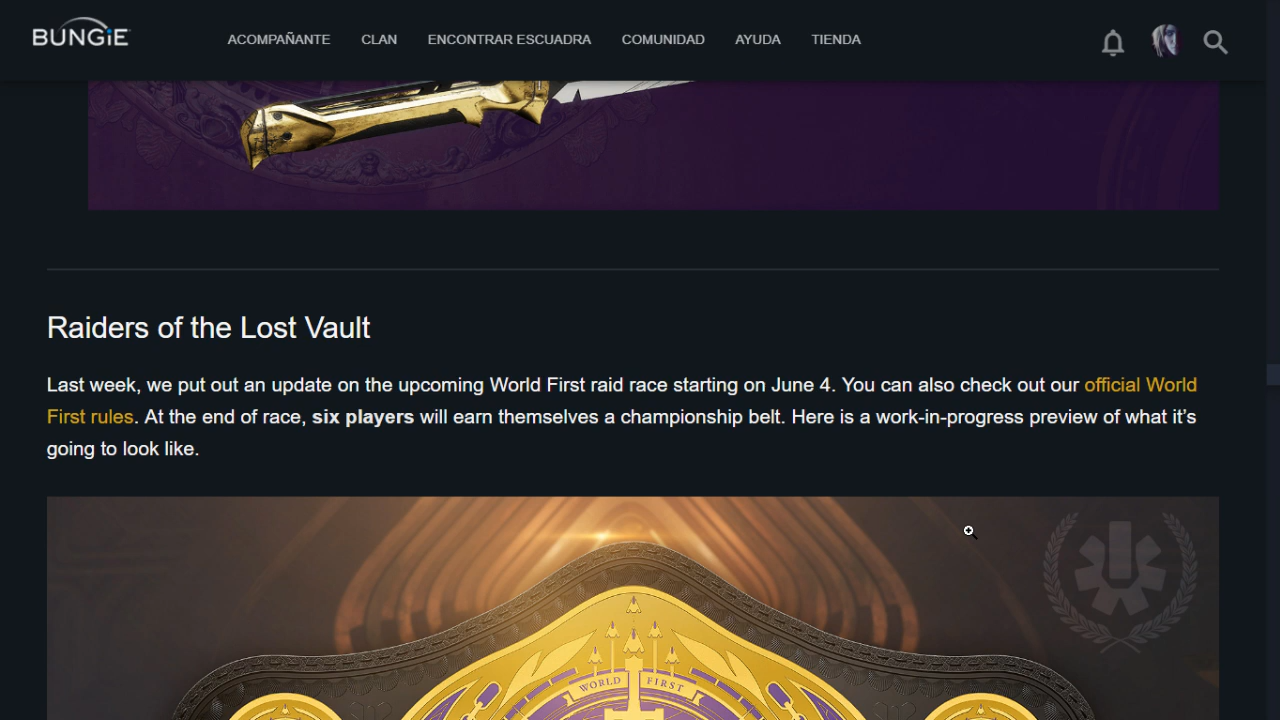 BUNGiE
ACOMPAÑANTE CLAN ENCONTRAR ESCUADRA COMUNIDAD AYUDA TIENDA
Raiders of the Lost Vault
Last week, we put out an update on the upcoming World First raid race starting on June 4. You can also check out our official World
First rules. At the end of race, six players will earn themselves a championship belt. Here is a work-in-progress preview of what it’s
going to look like.
WORLD FIRST